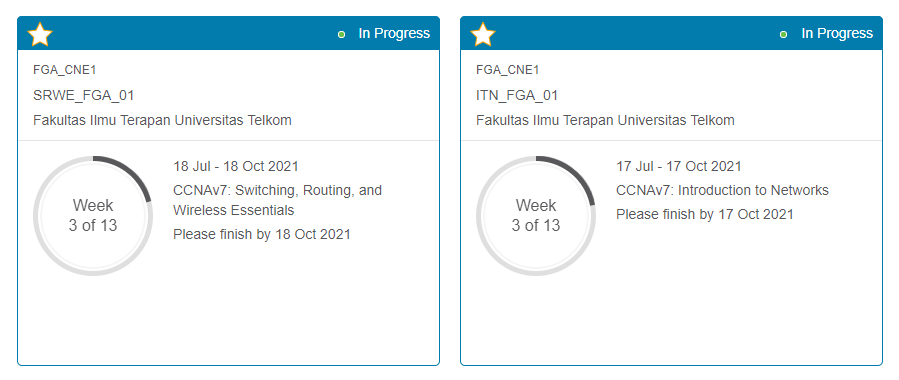 In Progress
FGA_CNE1
SRWE_FGA_01
Fakultas Ilmu Terapan Universitas Telkom
Week
3 of 13
18 Jul - 18 Oct 2021
CCNAv7: Switching, Routing, and
Wireless Essentials
Please finish by 18 Oct 2021
In Progress
FGA_CNE1
ITN_FGA_01
Fakultas Ilmu Terapan Universitas Telkom
Week
3 of 13
17 Jul - 17 Oct 2021
CCNAv7: Introduction to Networks
Please finish by 17 Oct 2021